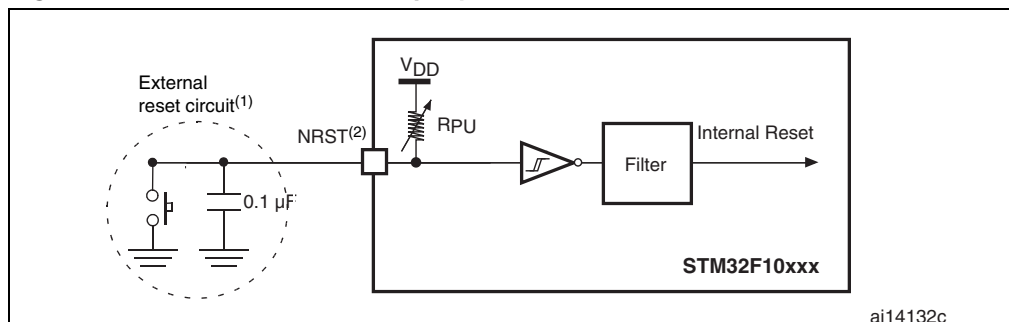 External
reset circuit(1)
VDD
NRST(2)
RPU
Internal Reset
Filter
0.1 µF
STM32F10xxx
ai14132c